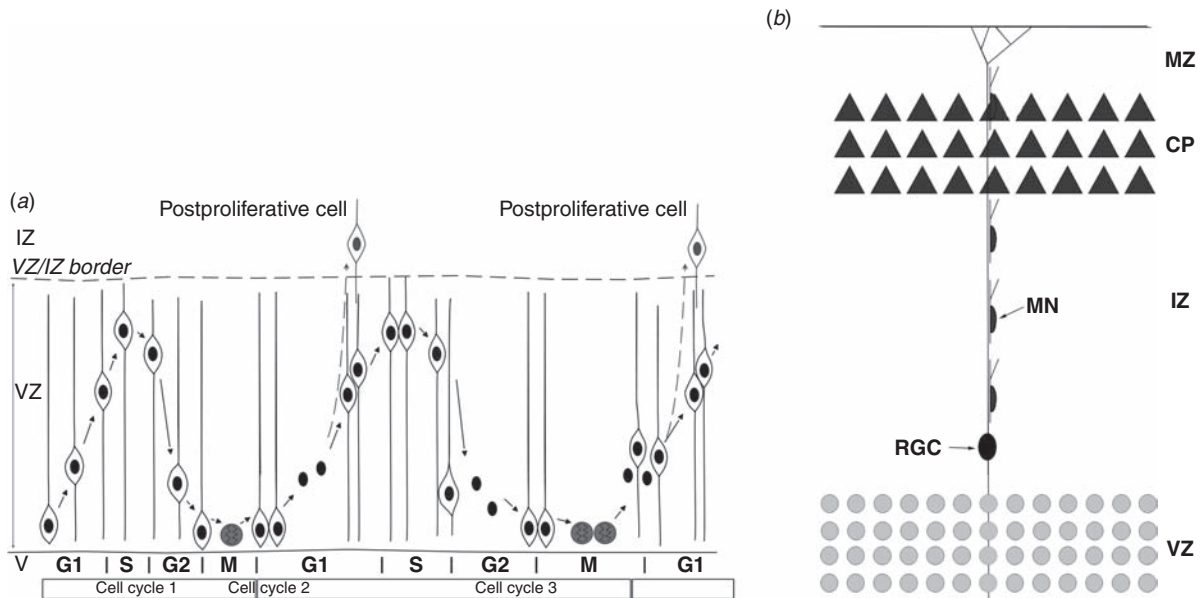 (a)
Postproliferative cell
Postproliferative cell
IZ
VZ/IZ border
VZ
V G1 S G2 M G1 S G2 M G1
Cell cycle 1 Cell cycle 2 Cell cycle 3
(b)
MZ
CP
MN
IZ
RGC
VZ